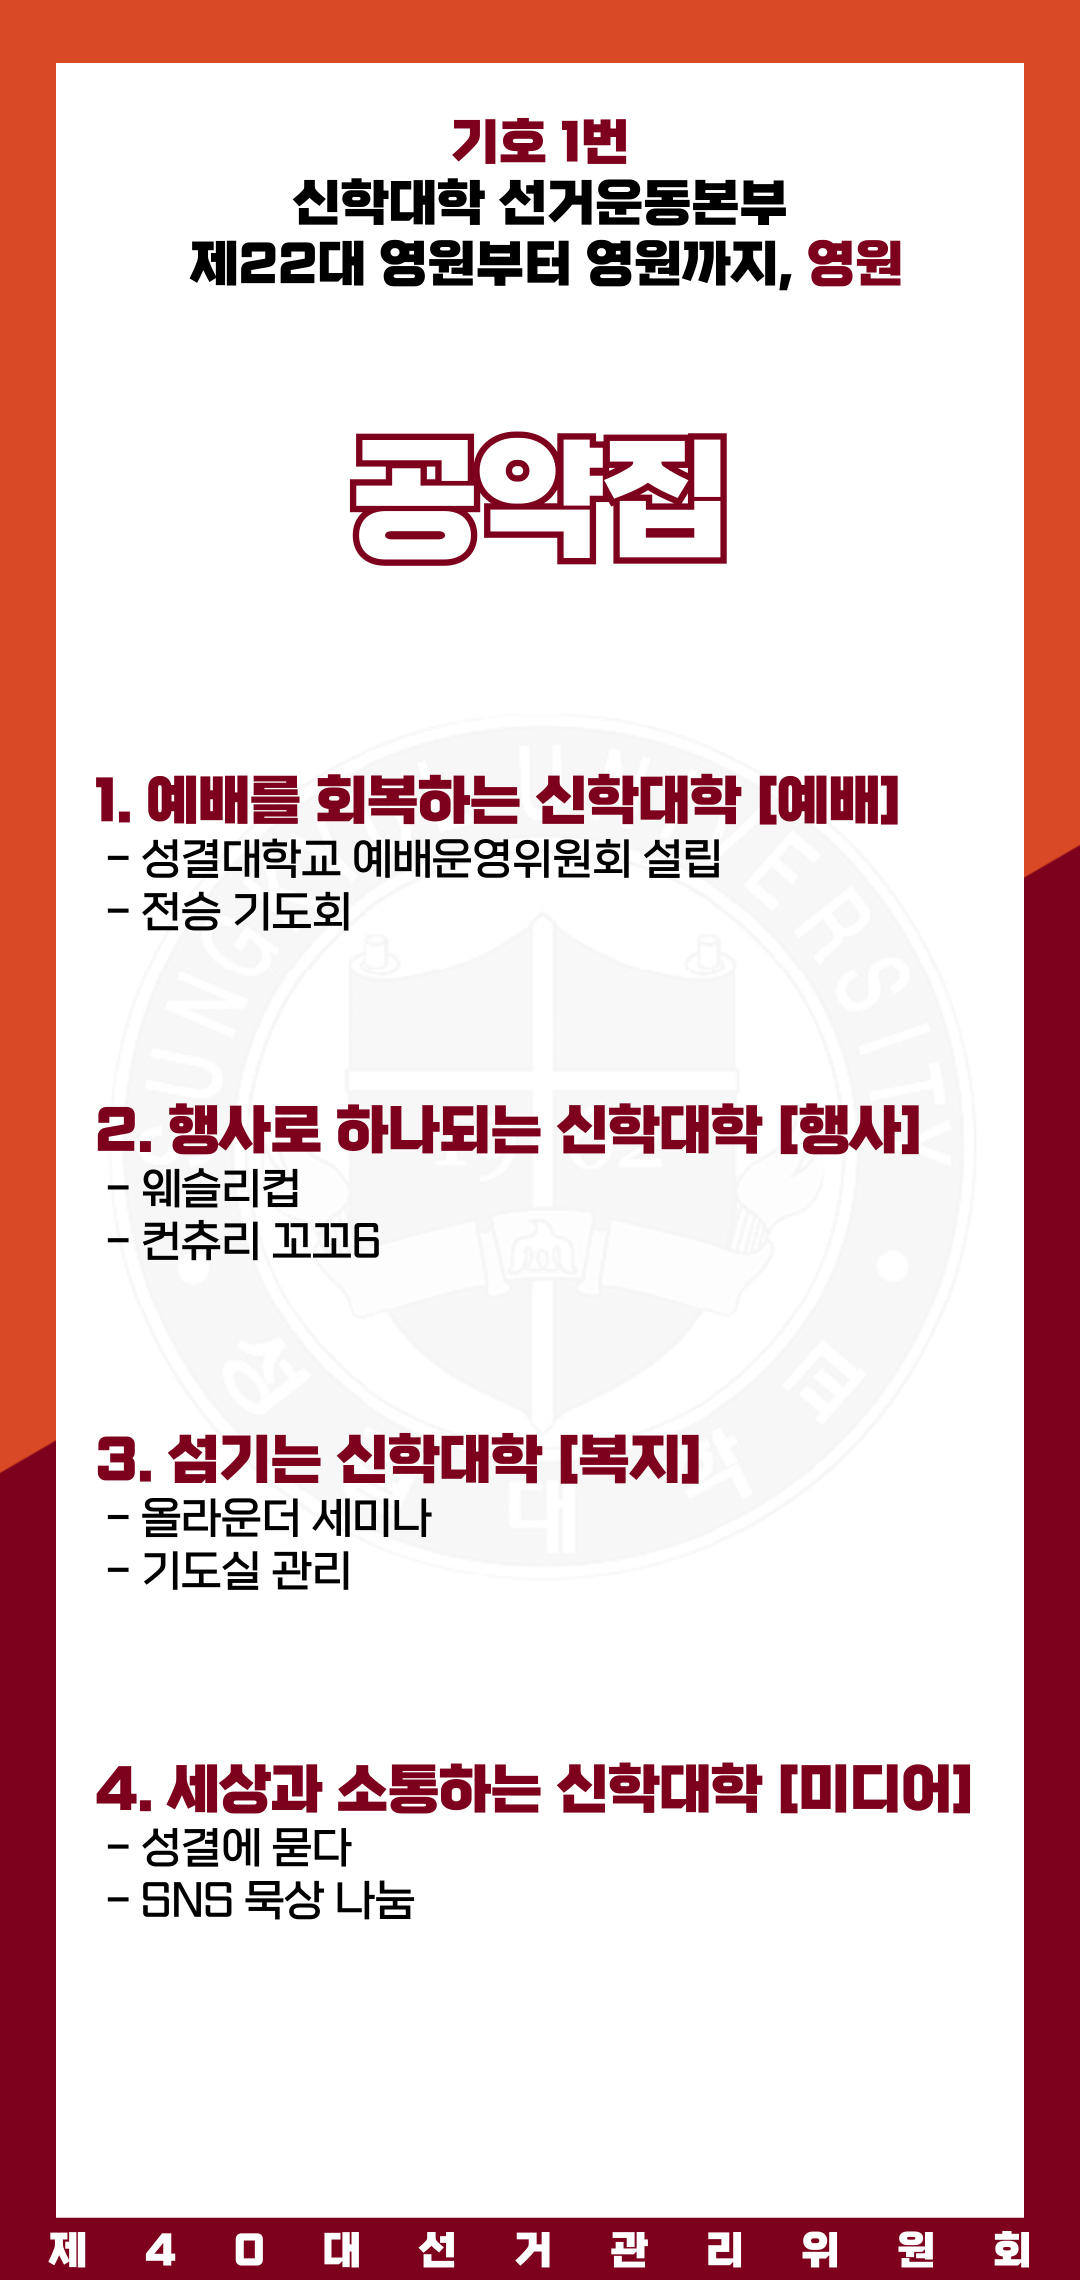 기호 1번
신학대학 선거운동본부
제22대 영원부터 영원까지, 영원
공약집
1. 예배를 회복하는 신학대학 [예배]
- 성결대학교 예배운영위원회 설립
- 전승 기도회
2. 행사로 하나되는 신학대학 [행사]
- 웨슬리컵
- 컨츄리 꼬꼬6
3. 섬기는 신학대학 [복지]
- 올라운더 세미나
- 기도실 관리
4. 세상과 소통하는 신학대학 [미디어]
- 성결에 묻다
- SNS 묵상 나눔
제40대선거관리위원회